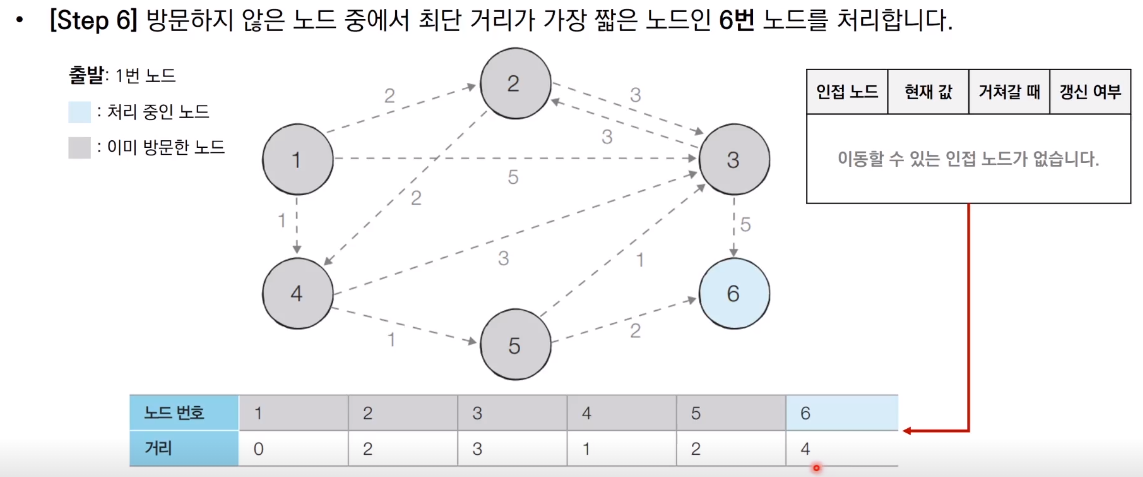 • [Step 6] 방문하지 않은 노드 중에서 최단 거리가 가장 짧은 노드인 6번 노드를 처리합니다.
출발: 1번 노드
: 처리 중인 노드
: 이미 방문한 노드
2
3
2
3
1
3
5
1
2
5
4
3
1
6
1
5
2
인접 노드 현재 값 거쳐갈 때 갱신 여부
이동할 수 있는 인접 노드가 없습니다.
노드 번호 1 2 3 4 5 6
거리 0 2 3 1 2 4